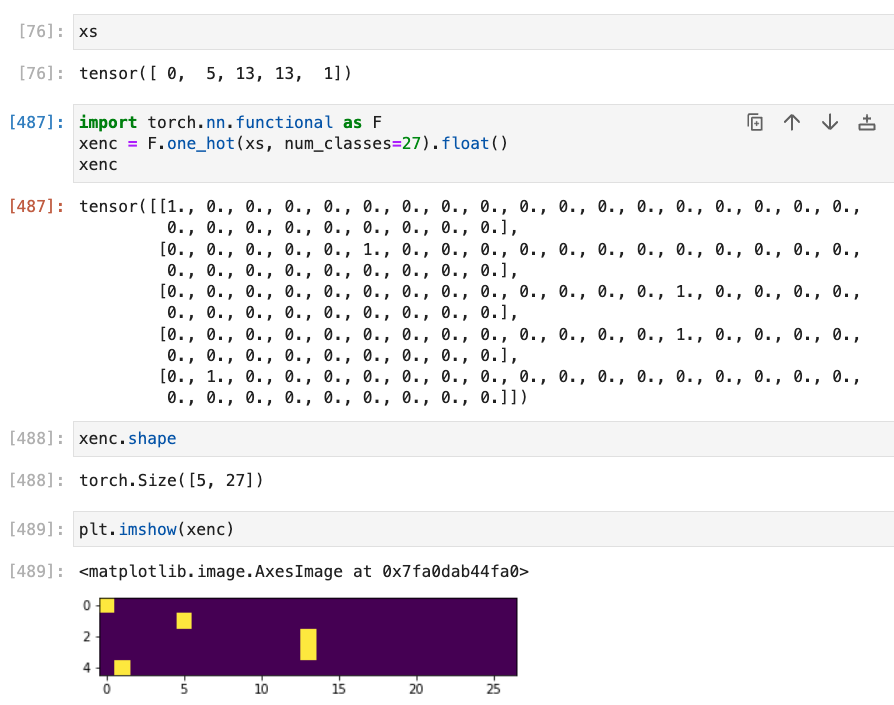 [76]: xs
[76]: tensor([ 0,  5, 13, 13,  1])
[487]: import torch.nn.functional as F
xenc = F.one_hot(xs, num_classes=27).float()
xenc
[487]: tensor([[1., 0., 0., 0., 0., 0., 0., 0., 0., 0., 0., 0., 0., 0., 0., 0., 0., 0.,
0., 0., 0., 0., 0., 0., 0., 0., 0.],
[0., 0., 0., 0., 0., 1., 0., 0., 0., 0., 0., 0., 0., 0., 0., 0., 0., 0.,
0., 0., 0., 0., 0., 0., 0., 0., 0.],
[0., 0., 0., 0., 0., 0., 0., 0., 0., 0., 0., 0., 0., 1., 0., 0., 0., 0.,
0., 0., 0., 0., 0., 0., 0., 0., 0.],
[0., 0., 0., 0., 0., 0., 0., 0., 0., 0., 0., 0., 0., 1., 0., 0., 0., 0.,
0., 0., 0., 0., 0., 0., 0., 0., 0.],
[0., 1., 0., 0., 0., 0., 0., 0., 0., 0., 0., 0., 0., 0., 0., 0., 0., 0.,
0., 0., 0., 0., 0., 0., 0., 0., 0.]])
[488]: xenc.shape
[488]: torch.Size([5, 27])
[489]: plt.imshow(xenc)
[489]: <matplotlib.image.AxesImage at 0x7fa0dab44fa0>
0
2
4
0 5 10 15 20 25